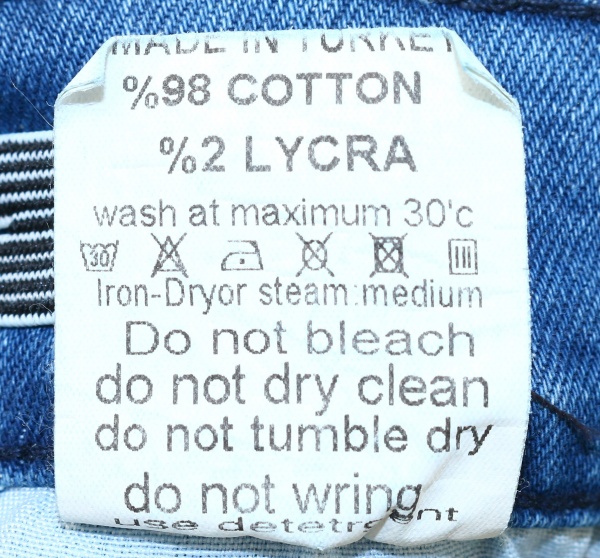 MADE IN TURKEY
%98 COTTON
%2 LYCRA
wash at maximum 30'c
30
Iron-Dryor steam:medium
Do not bleach
do not dry clean
do not tumble dry
do not wring
use detetrgent